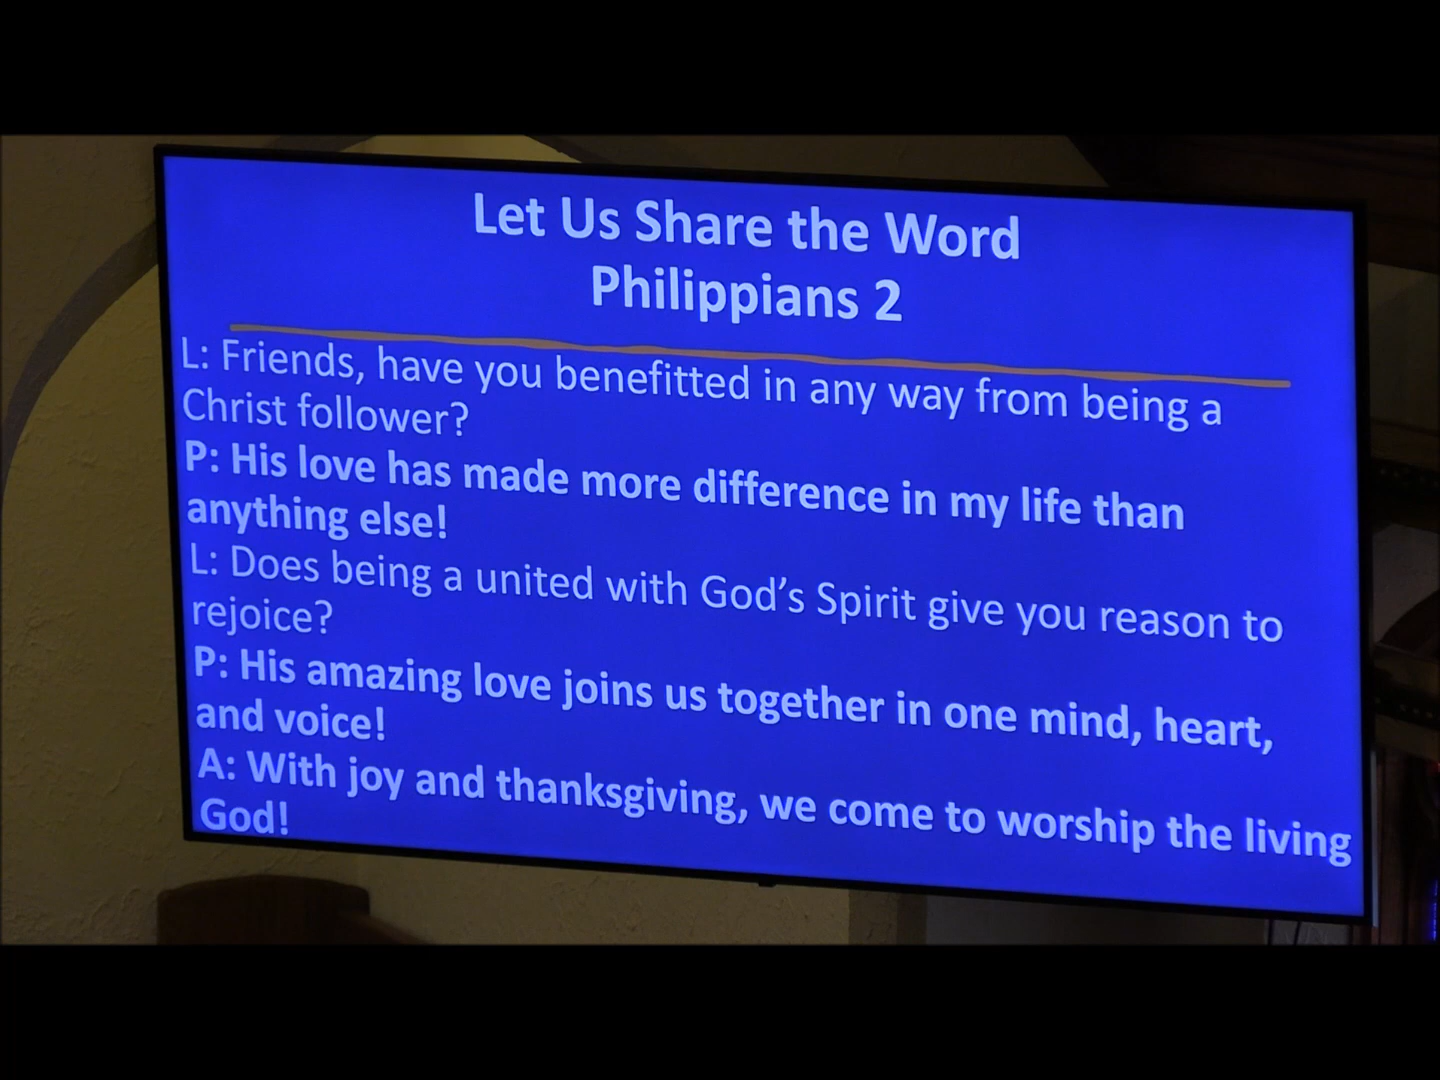 Let Us Share the Word
Philippians 2
L: Friends, have you benefitted in any way from being a
Christ follower?
P: His love has made more difference in my life than
anything else!
L: Does being a united with God’s Spirit give you reason to
rejoice?
P: His amazing love joins us together in one mind, heart,
and voice!
A: With joy and thanksgiving, we come to worship the living
God!